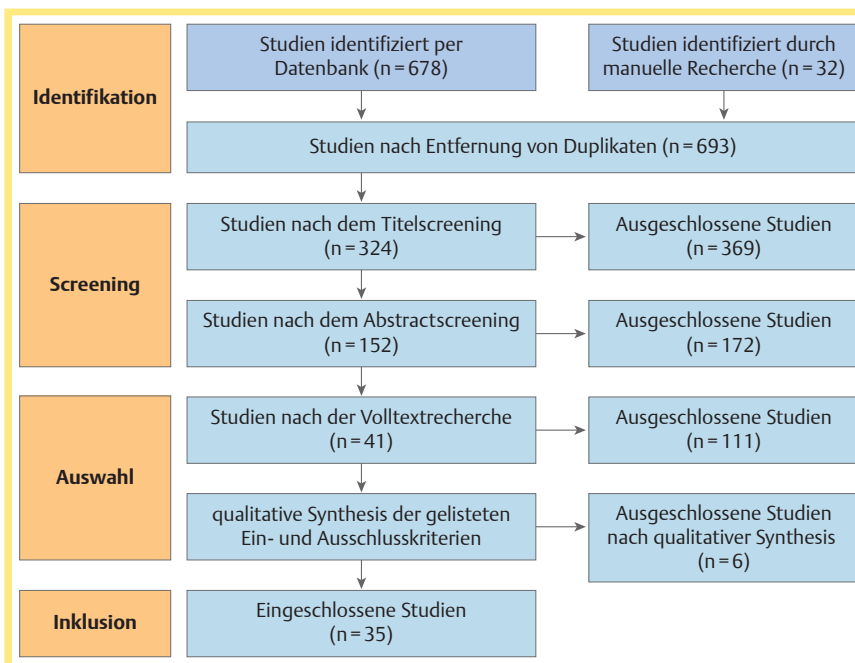 Identifikation
Studien identifiziert per
Datenbank (n = 678)
Studien identifiziert durch
manuelle Recherche (n = 32)
Studien nach Entfernung von Duplikaten (n = 693)
Screening
Studien nach dem Titelscreening
(n = 324)
Ausgeschlossene Studien
(n = 369)
Studien nach dem Abstractscreening
(n = 152)
Ausgeschlossene Studien
(n = 172)
Auswahl
Studien nach der Volltextrecherche
(n = 41)
Ausgeschlossene Studien
(n = 111)
qualitative Synthesis der gelisteten
Ein- und Ausschlusskriterien
Ausgeschlossene Studien
nach qualitativer Synthesis
(n = 6)
Inklusion
Eingeschlossene Studien
(n = 35)